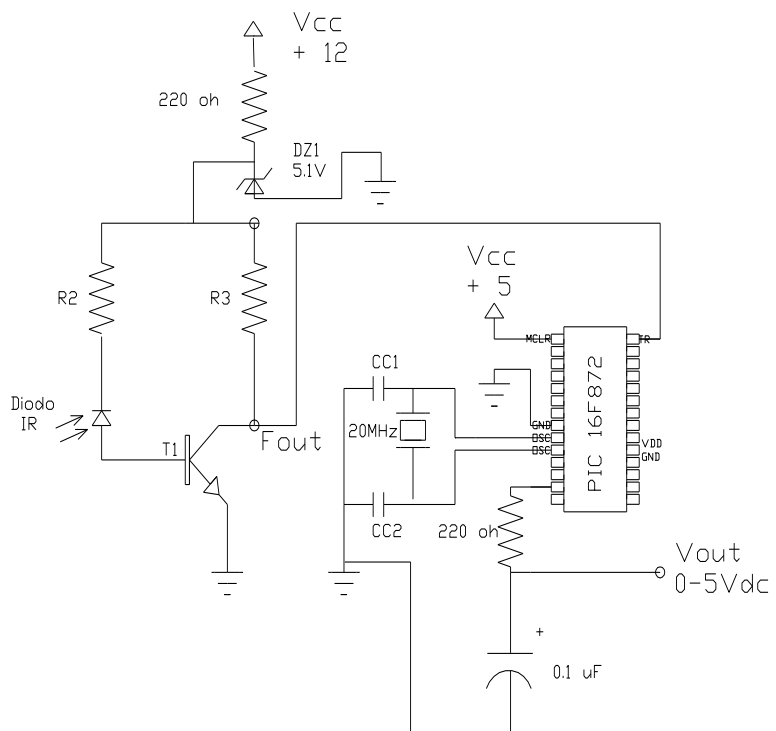 Vcc
+ 12
220 oh
DZ1
5.1V
R2
R3
Vcc
+ 5
MCLR
IR
PIC 16F872
CC1
Diodo
IR
T1
Fout
20MHz
GND
OSC
OSC
VDD
GND
CC2
220 oh
Vout
0-5Vdc
+
0.1 uF